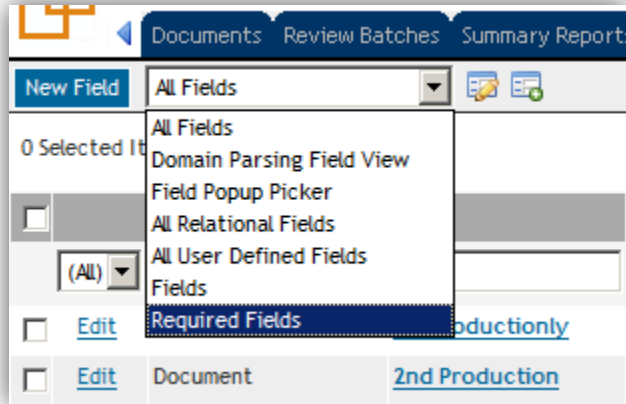 Documents Review Batches Summary Report
New Field All Fields
All Fields
0 Selected It
Domain Parsing Field View
Field Popup Picker
All Relational Fields
All User Defined Fields
(All)
Fields
Required Fields
Edit oductionly
Edit Document 2nd Production